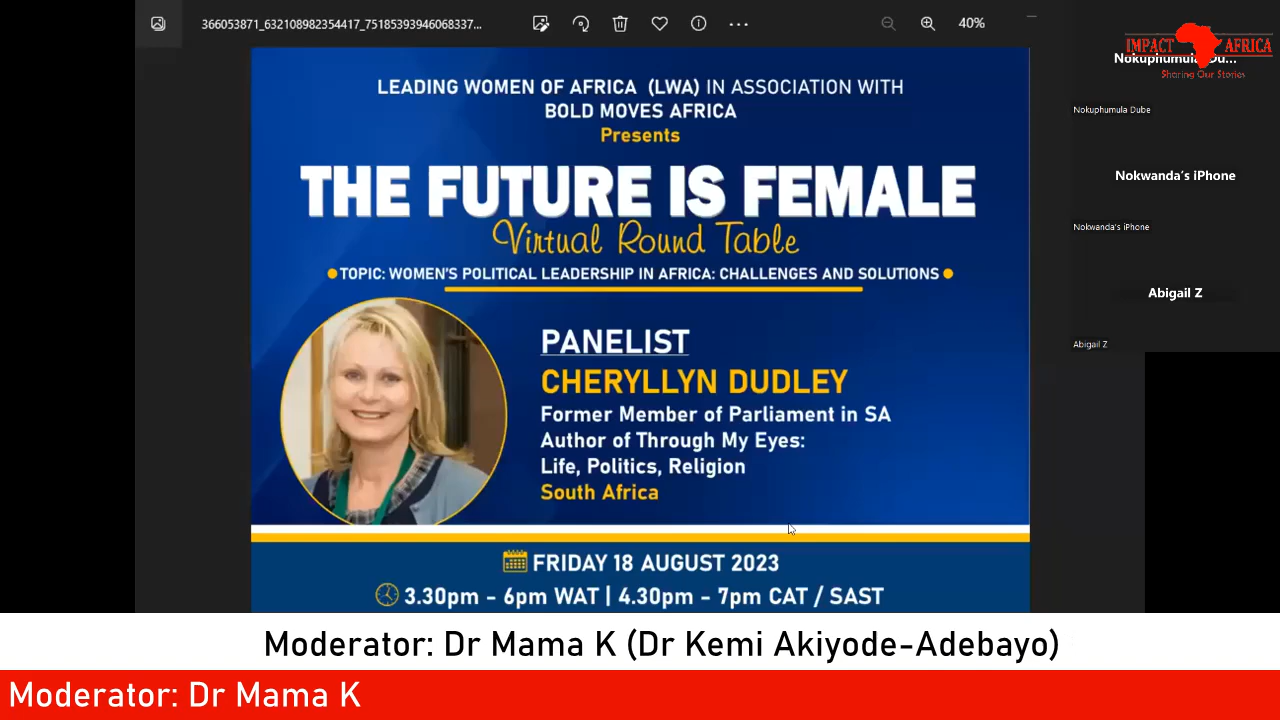 366053871_632108982354417_75185393946068337...
40%
IMPACT AFRICA
Sharing Our Stories
Nokuphumula Du...
Nokuphumula Dube
Nokwanda's iPhone
Nokwanda's iPhone
Abigail Z
Abigail Z
LEADING WOMEN OF AFRICA (LWA) IN ASSOCIATION WITH
BOLD MOVES AFRICA
Presents
THE FUTURE IS FEMALE
Virtual Round Table
TOPIC: WOMEN'S POLITICAL LEADERSHIP IN AFRICA: CHALLENGES AND SOLUTIONS
PANELIST
CHERYLLYN DUDLEY
Former Member of Parliament in SA
Author of Through My Eyes:
Life, Politics, Religion
South Africa
FRIDAY 18 AUGUST 2023
3.30pm - 6pm WAT | 4.30pm - 7pm CAT / SAST
Moderator: Dr Mama K (Dr Kemi Akiyode-Adebayo)
Moderator: Dr Mama K